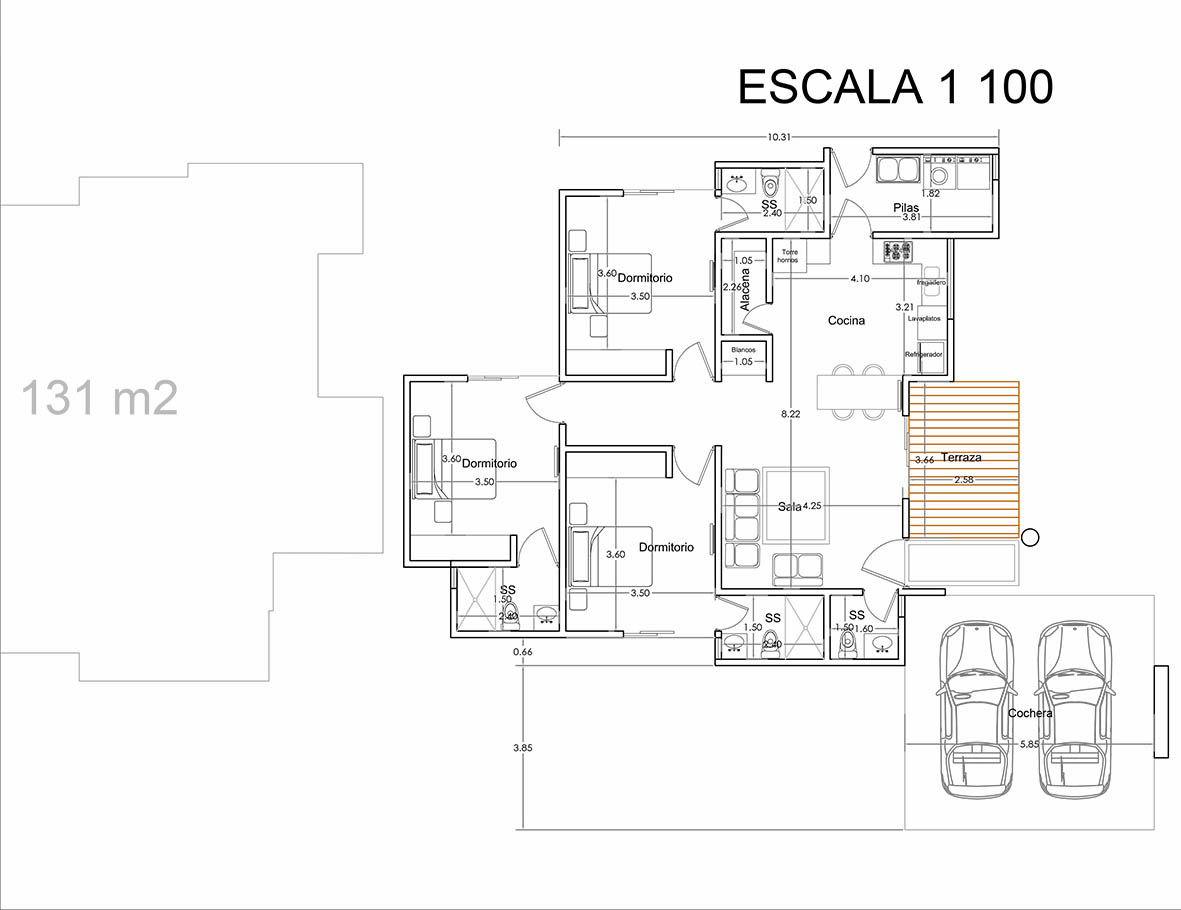 ESCALA 1 100
10.31
SS
2.40
1.50
1.82
Pilas
3.81
Torre
hornos
3.60
Dormitorio
3.50
1.05
2.26
Alacena
4.10
fregadero
3.21
Cocina
Lavaplatos
Blancos
1.05
Refrigerador
131 m2
8.22
3.60
Dormitorio
3.50
3.66
Terraza
2.58
Sala
4.25
3.60
Dormitorio
3.50
SS
1.50
2.40
SS
1.50
2.40
SS
1.50
1.60
0.66
Cochera
5.85
3.85